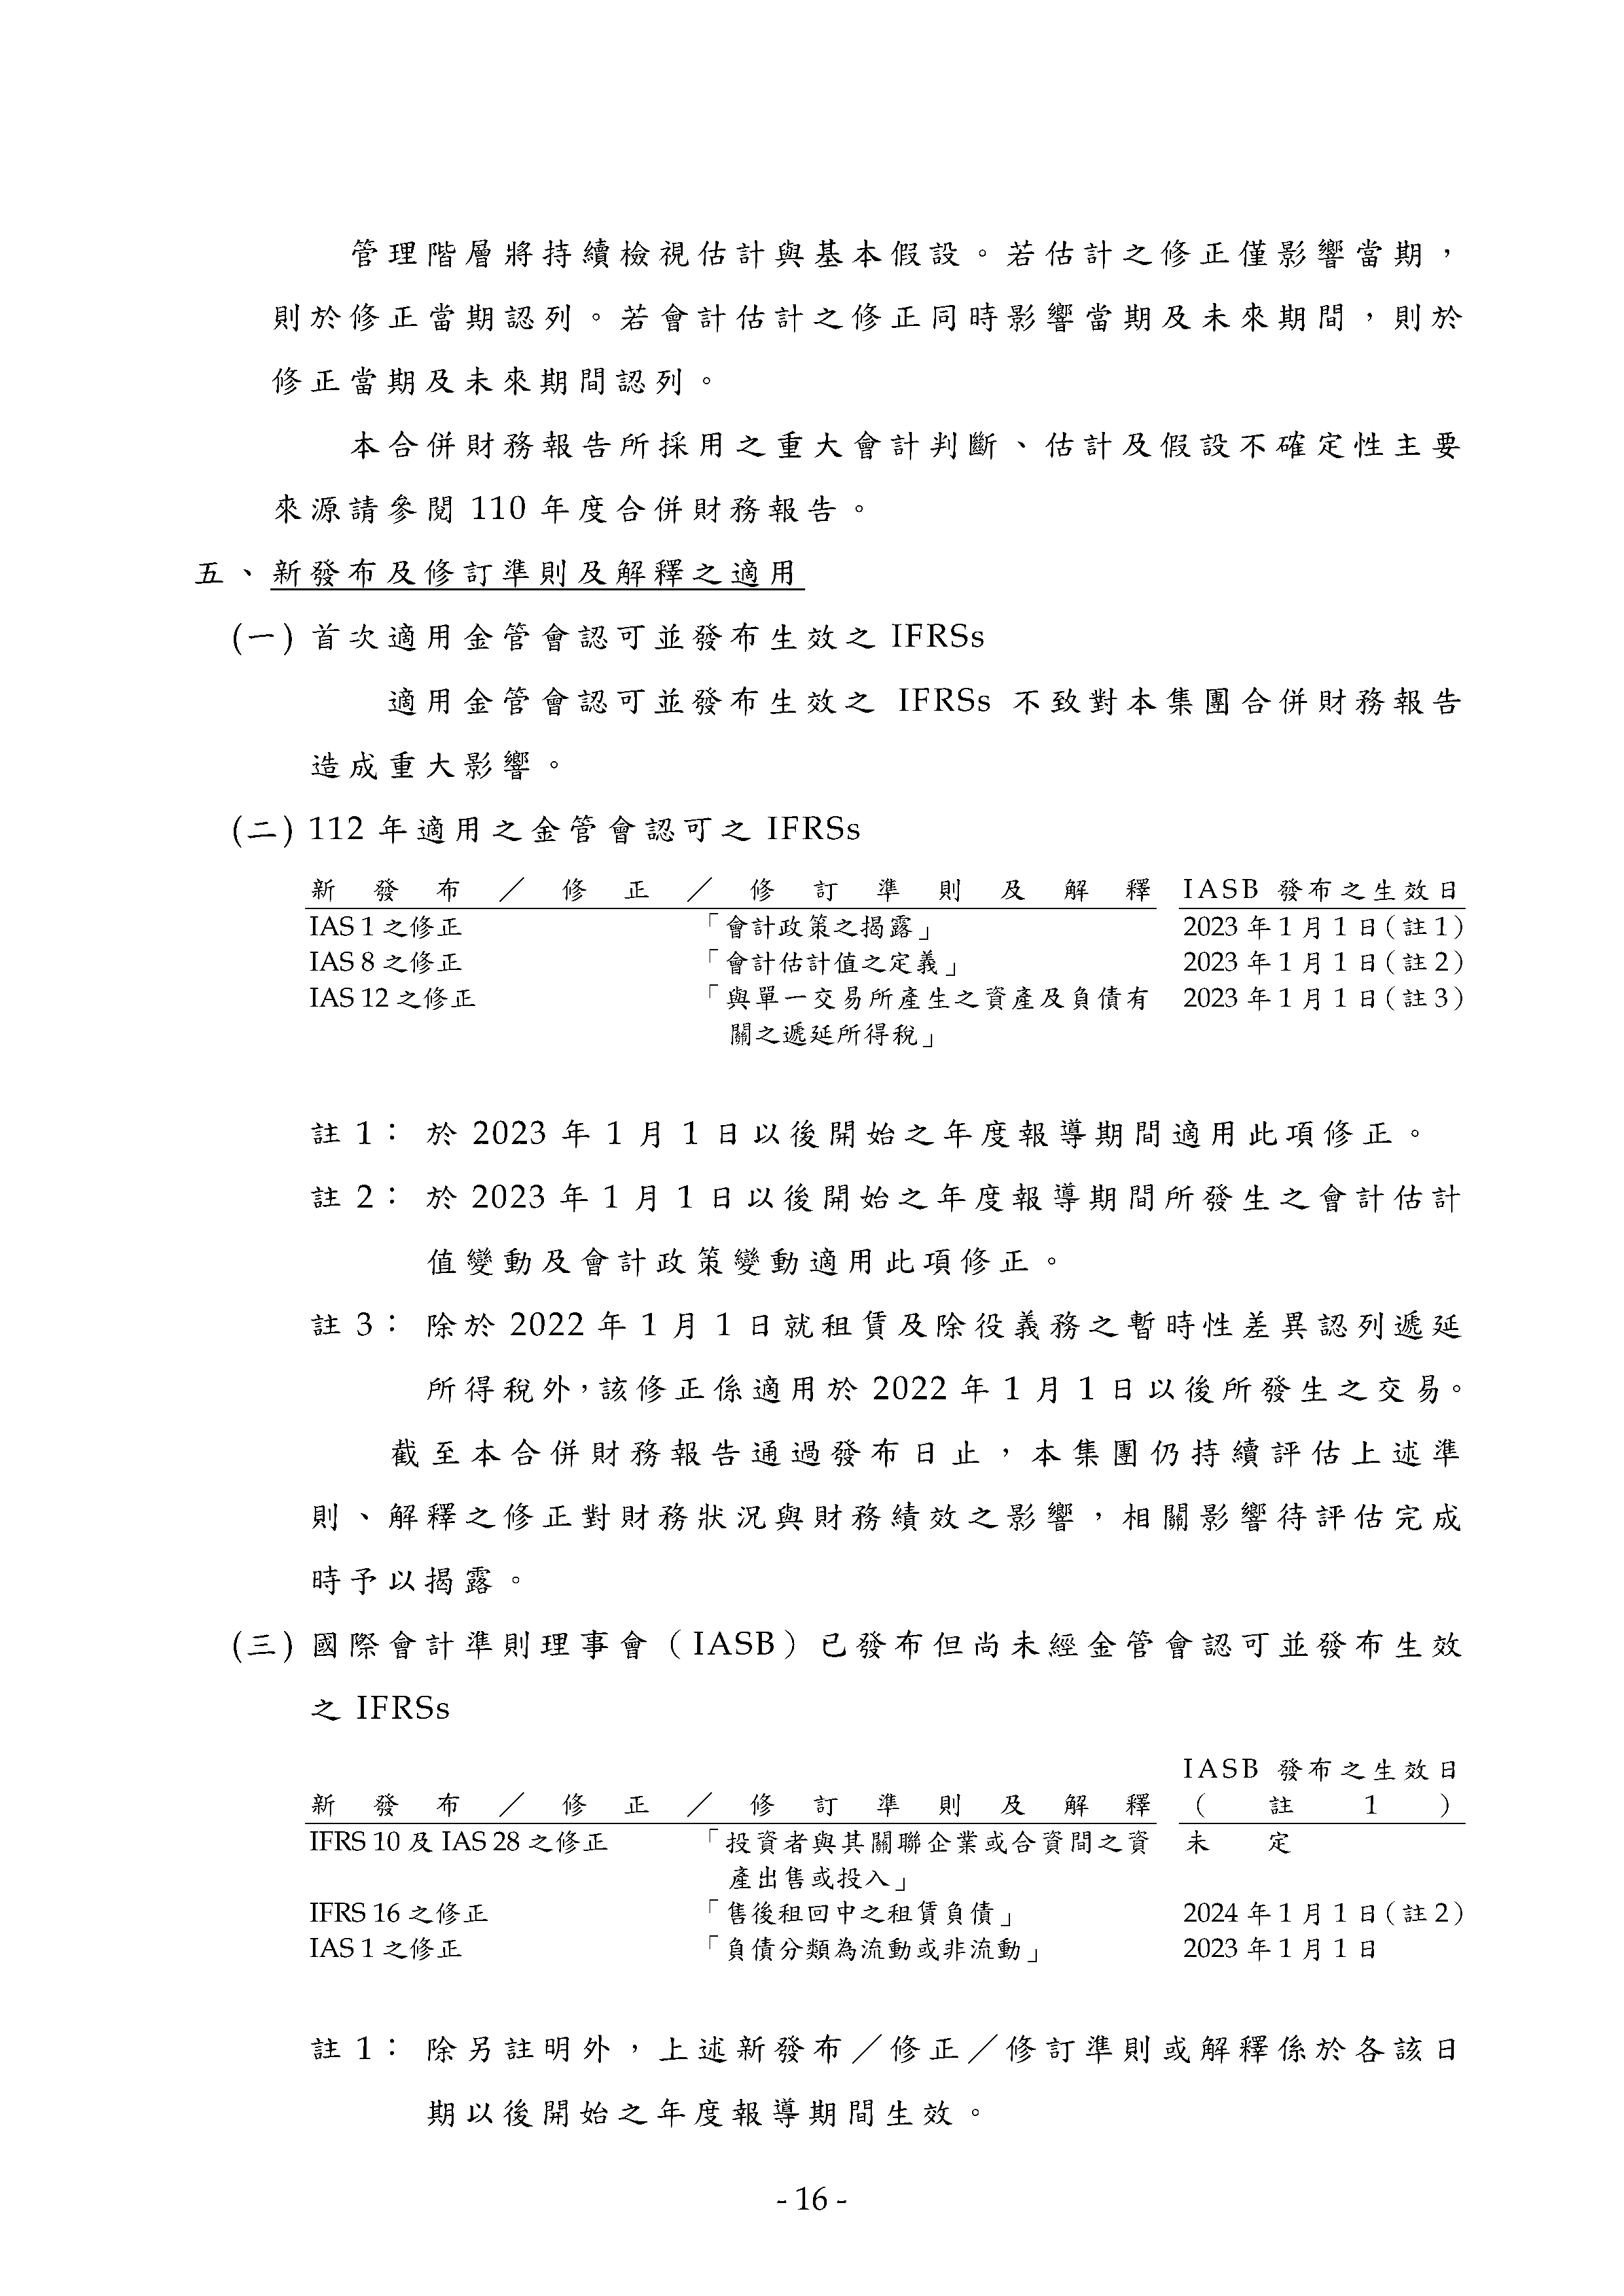 管理階層將持續檢視估計與基本假設。若估計之修正僅影響當期，
則於修正當期認列。若會計估計之修正同時影響當期及未來期間，則於
修正當期及未來期間認列。
本合併財務報告所採用之重大會計判斷、估計及假設不確定性主要
來源請參閱 110 年度合併財務報告。
五、新發布及修訂準則及解釋之適用
(一) 首次適用金管會認可並發布生效之 IFRSs
適用金管會認可並發布生效之 IFRSs 不致對本集團合併財務報告
造成重大影響。
(二) 112 年適用之金管會認可之 IFRSs
新發布／修正／修訂準則及解釋 IASB 發布之生效日
IAS 1 之修正 「會計政策之揭露」 2023 年 1 月 1 日（註 1）
IAS 8 之修正 「會計估計值之定義」 2023 年 1 月 1 日（註 2）
IAS 12 之修正 「與單一交易所產生之資產及負債有 2023 年 1 月 1 日（註 3）
關之遞延所得稅」
註 1： 於 2023 年 1 月 1 日以後開始之年度報導期間適用此項修正。
註 2： 於 2023 年 1 月 1 日以後開始之年度報導期間所發生之會計估計
值變動及會計政策變動適用此項修正。
註 3： 除於 2022 年 1 月 1 日就租賃及除役義務之暫時性差異認列遞延
所得稅外，該修正係適用於 2022 年 1 月 1 日以後所發生之交易。
截至本合併財務報告通過發布日止，本集團仍持續評估上述準
則、解釋之修正對財務狀況與財務績效之影響，相關影響待評估完成
時予以揭露。
(三) 國際會計準則理事會（IASB）已發布但尚未經金管會認可並發布生效
之 IFRSs
IASB 發布之生效日
新發布／修正／修訂準則及解釋 （註 1）
IFRS 10 及 IAS 28 之修正 「投資者與其關聯企業或合資間之資 未定
產出售或投入」
IFRS 16 之修正 「售後租回中之租賃負債」 2024 年 1 月 1 日（註 2）
IAS 1 之修正 「負債分類為流動或非流動」 2023 年 1 月 1 日
註 1： 除另註明外，上述新發布／修正／修訂準則或解釋係於各該日
期以後開始之年度報導期間生效。
- 16 -